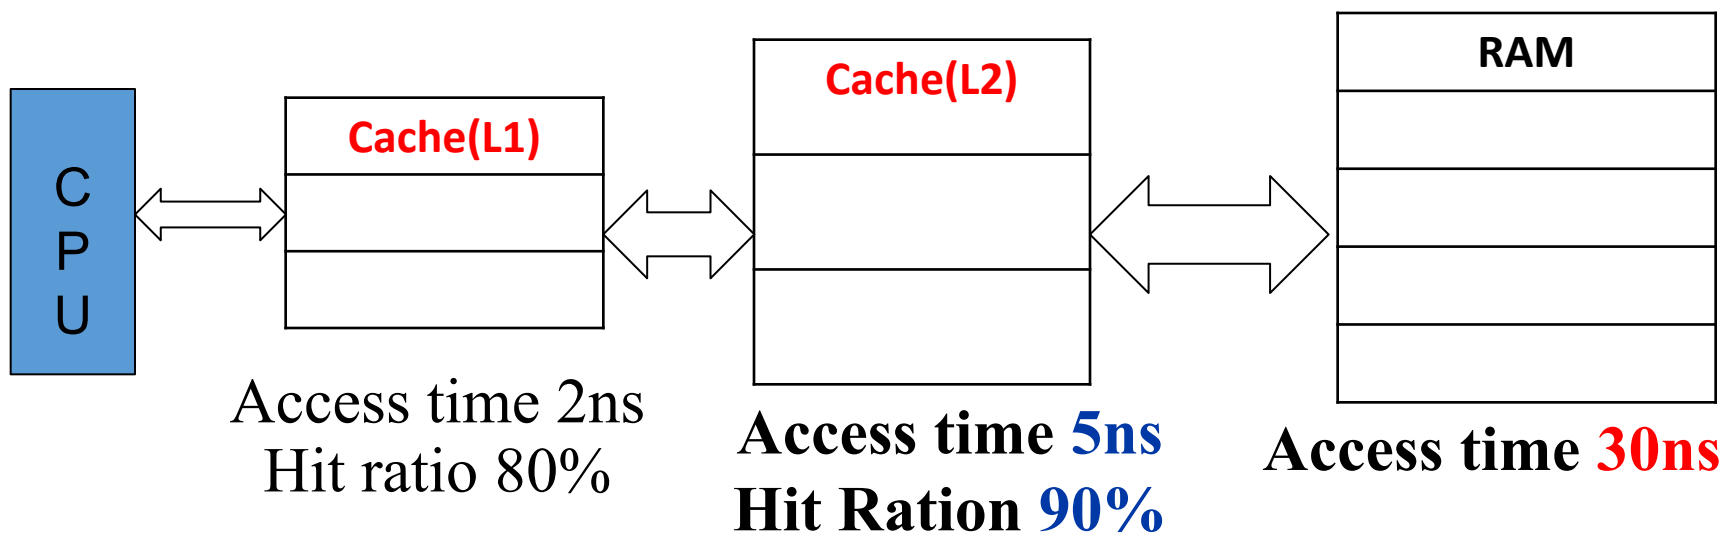 C
P
U
Cache(L1)
Access time 2ns
Hit ratio 80%
Cache(L2)
Access time 5ns
Hit Ration 90%
RAM
Access time 30ns